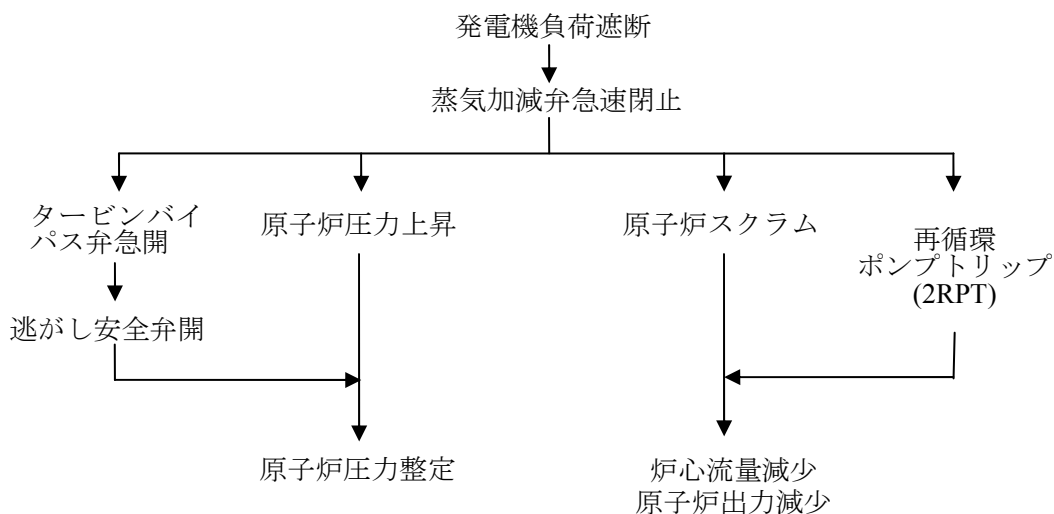 発電機負荷遮断
蒸気加減弁急速閉止
タービンバイ
パス弁急開
原子炉圧力上昇
原子炉スクラム
再循環
ポンプトリップ
(2RPT)
逃がし安全弁開
原子炉圧力整定
炉心流量減少
原子炉出力減少